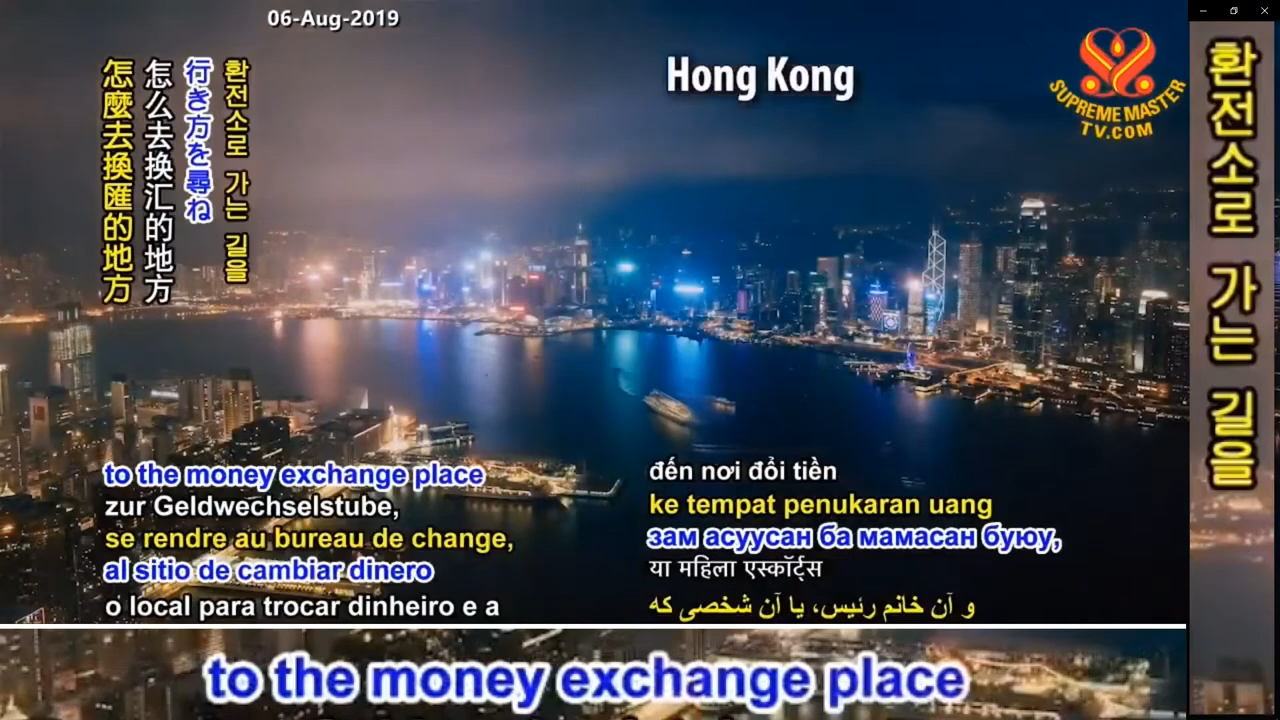 06-Aug-2019
Hong Kong
SUPREME MASTER
TV.COM
환전소로 가는 길을
行き方を尋ね
怎么去换汇的地方
怎麼去換匯的地方
to the money exchange place
zur Geldwechselstube,
se rendre au bureau de change,
al sitio de cambiar dinero
o local para trocar dinheiro e a
đến nơi đổi tiền
ke tempat penukaran uang
зам асуусан ба мамасан буюу,
या महिला एस्कॉर्ट्स
و آن خانم رئیس، یا آن شخصی که
to the money exchange place
환전소로 가는 길을